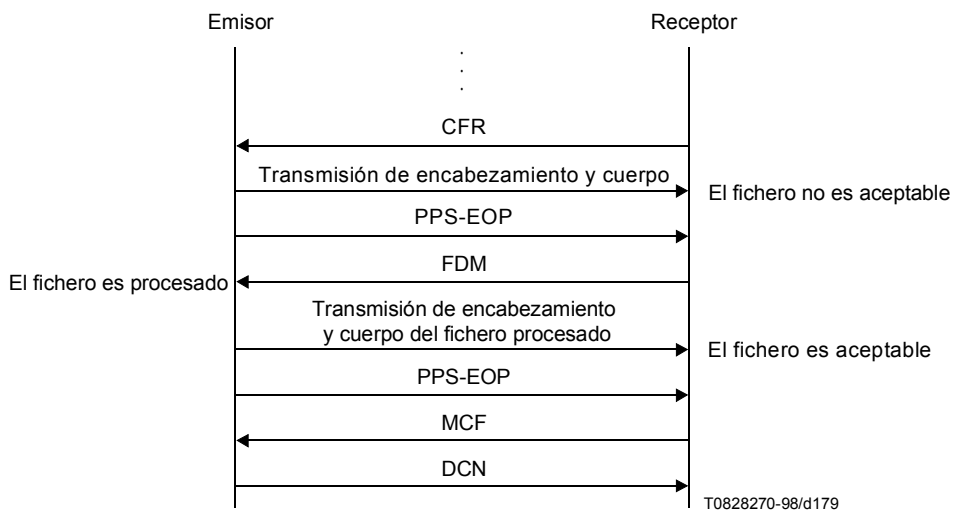 Emisor
Receptor
CFR
Transmisión de encabezamiento y cuerpo
El fichero no es aceptable
PPS-EOP
FDM
El fichero es procesado
Transmisión de encabezamiento
y cuerpo del fichero procesado
El fichero es aceptable
PPS-EOP
MCF
DCN
T0828270-98/d179